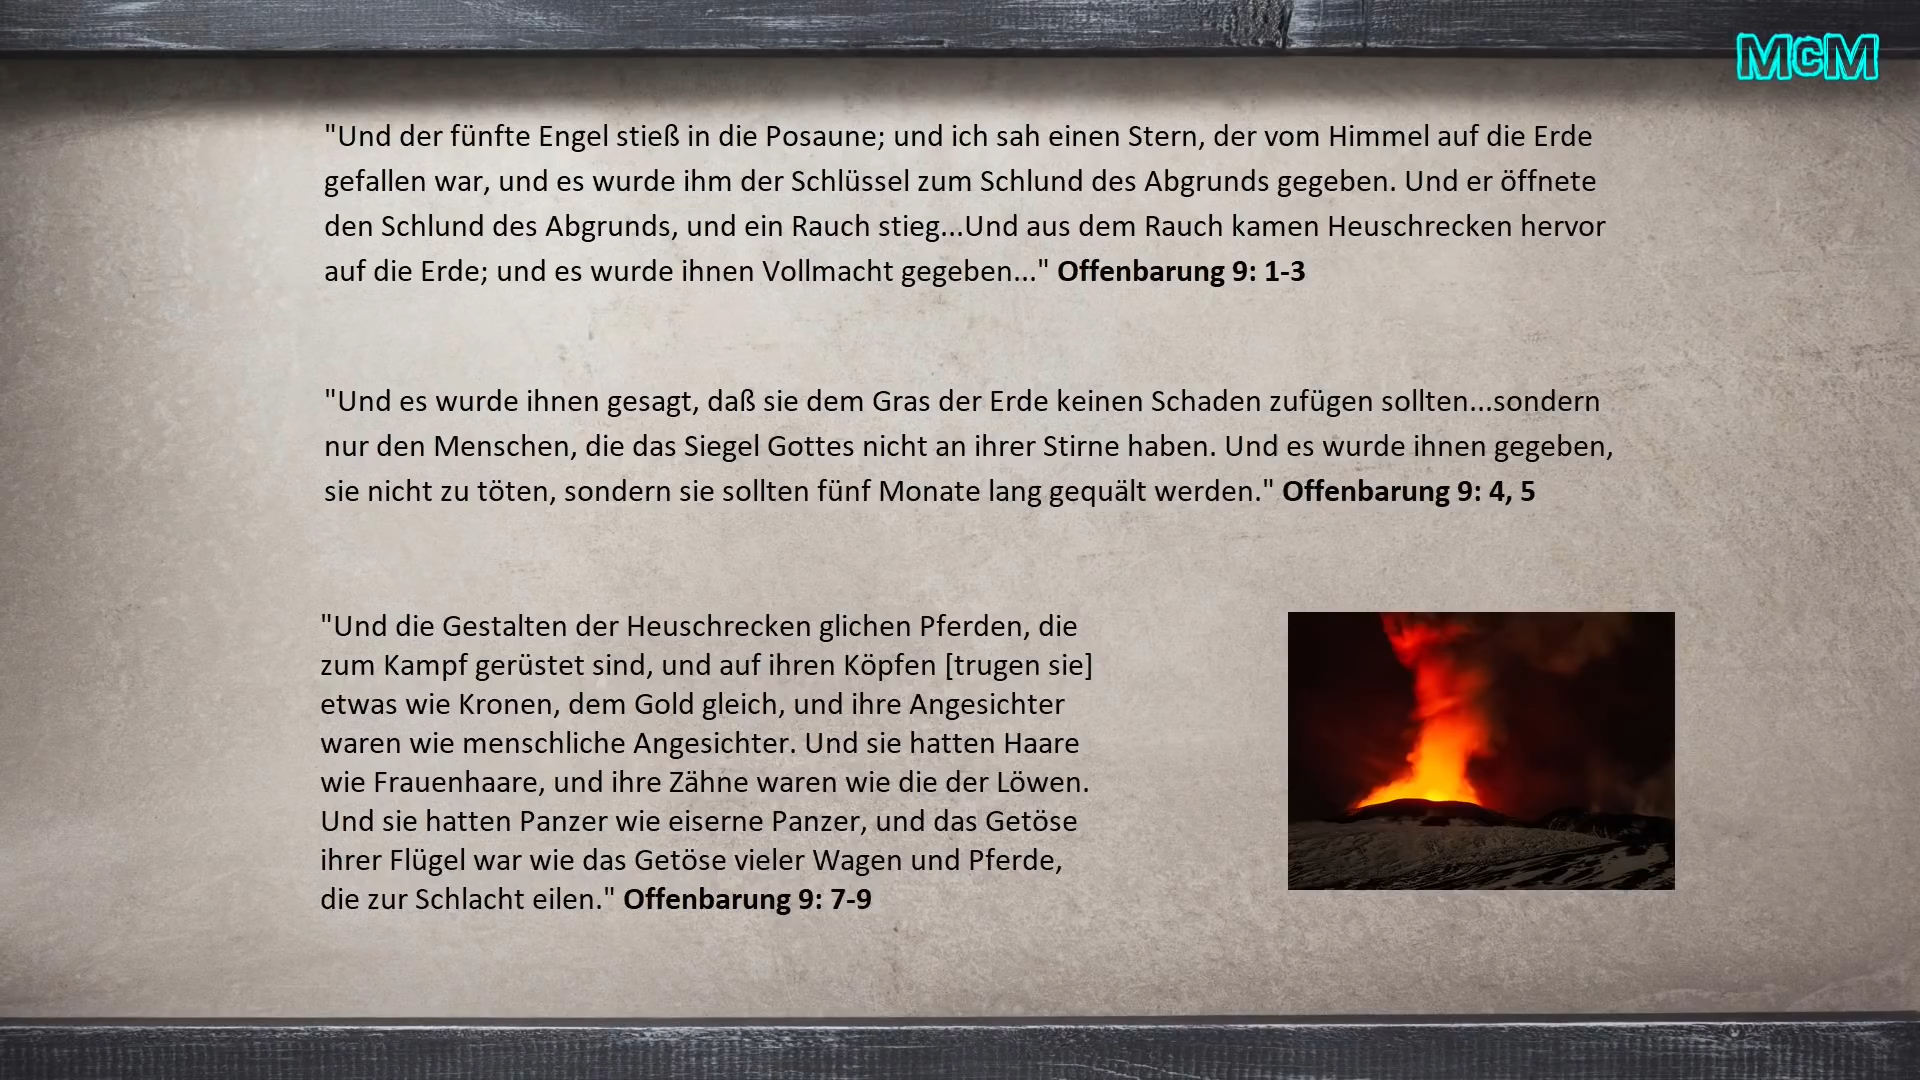 McM
"Und der fünfte Engel stieß in die Posaune; und ich sah einen Stern, der vom Himmel auf die Erde
gefallen war, und es wurde ihm der Schlüssel zum Schlund des Abgrunds gegeben. Und er öffnete
den Schlund des Abgrunds, und ein Rauch stieg...Und aus dem Rauch kamen Heuschrecken hervor
auf die Erde; und es wurde ihnen Vollmacht gegeben..." Offenbarung 9: 1-3
"Und es wurde ihnen gesagt, daß sie dem Gras der Erde keinen Schaden zufügen sollten...sondern
nur den Menschen, die das Siegel Gottes nicht an ihrer Stirne haben. Und es wurde ihnen gegeben,
sie nicht zu töten, sondern sie sollten fünf Monate lang gequält werden." Offenbarung 9: 4, 5
"Und die Gestalten der Heuschrecken glichen Pferden, die
zum Kampf gerüstet sind, und auf ihren Köpfen [trugen sie]
etwas wie Kronen, dem Gold gleich, und ihre Angesichter
waren wie menschliche Angesichter. Und sie hatten Haare
wie Frauenhaare, und ihre Zähne waren wie die der Löwen.
Und sie hatten Panzer wie eiserne Panzer, und das Getöse
ihrer Flügel war wie das Getöse vieler Wagen und Pferde,
die zur Schlacht eilen." Offenbarung 9: 7-9